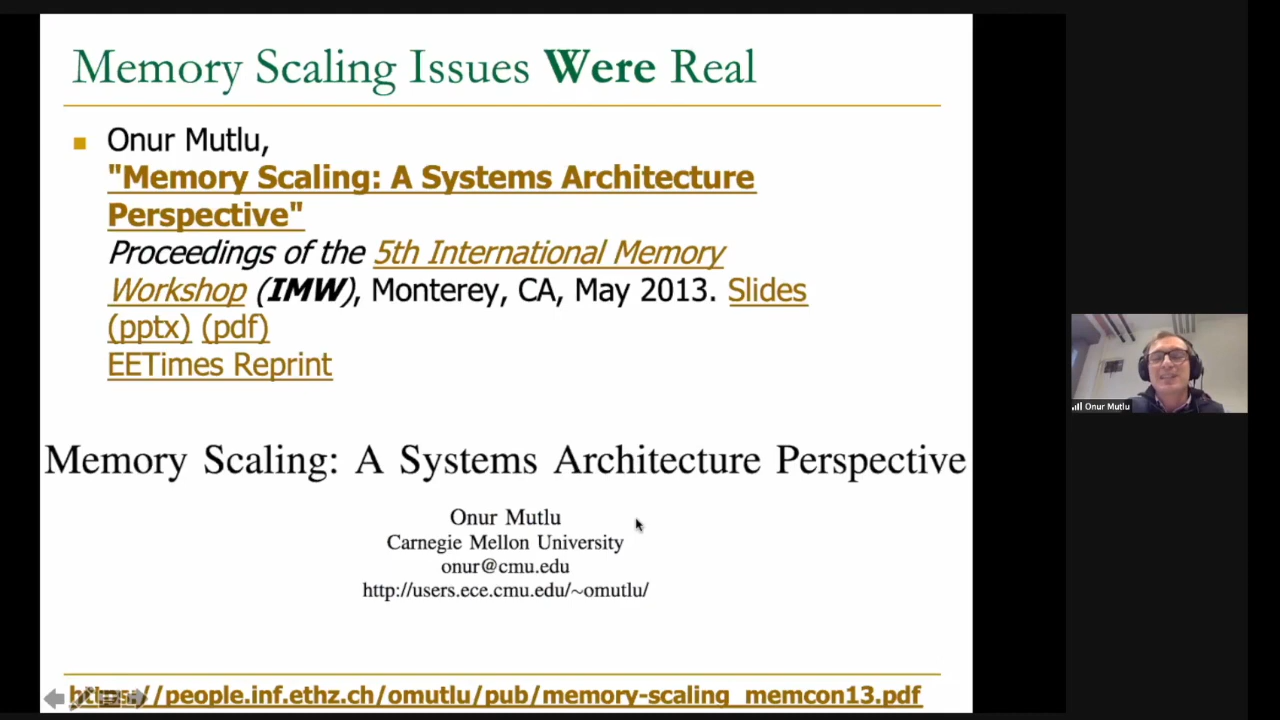 Memory Scaling Issues Were Real
Onur Mutlu,
"Memory Scaling: A Systems Architecture
Perspective"
Proceedings of the 5th International Memory
Workshop (IMW), Monterey, CA, May 2013. Slides
(pptx) (pdf)
EETimes Reprint
Memory Scaling: A Systems Architecture Perspective
Onur Mutlu
Carnegie Mellon University
onur@cmu.edu
http://users.ece.cmu.edu/~omutlu/
https://people.inf.ethz.ch/omutlu/pub/memory-scaling_memcon13.pdf
Onur Mutlu